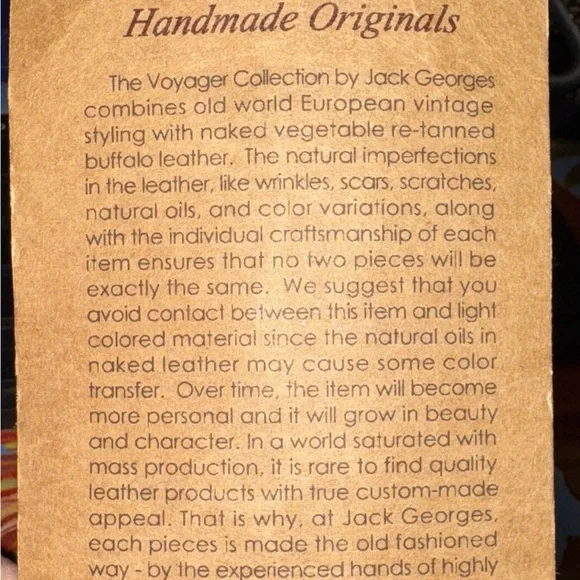 Handmade Originals
The Voyager Collection by Jack Georges
combines old world European vintage
styling with naked vegetable re-tanned
buffalo leather. The natural imperfections
in the leather, like wrinkles, scars, scratches,
natural oils, and color variations, along
with the individual craftsmanship of each
item ensures that no two pieces will be
exactly the same. We suggest that you
avoid contact between this item and light
colored material since the natural oils in
naked leather may cause some color
transfer. Over time, the item will become
more personal and it will grow in beauty
and character. In a world saturated with
mass production, it is rare to find quality
leather products with true custom-made
appeal. That is why, at Jack Georges,
each pieces is made the old fashioned
way - by the experienced hands of highly